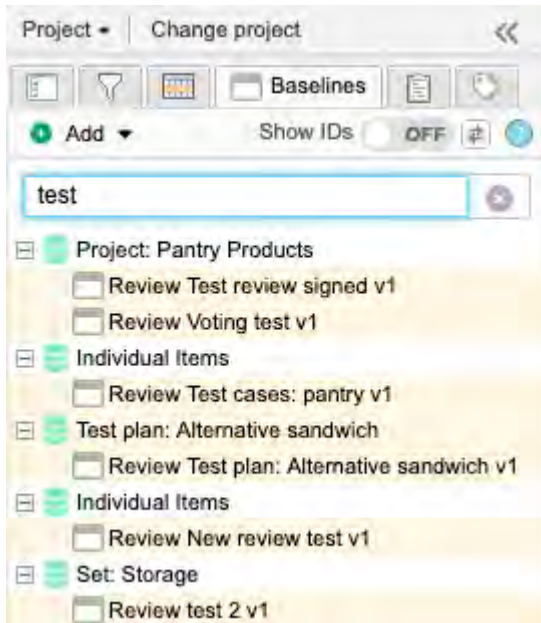 Project Change project
Baselines
Add Show IDs OFF
test
Project: Pantry Products
Review Test review signed v1
Review Voting test v1
Individual Items
Review Test cases: pantry v1
Test plan: Alternative sandwich
Review Test plan: Alternative sandwich v1
Individual Items
Review New review test v1
Set: Storage
Review test 2 v1